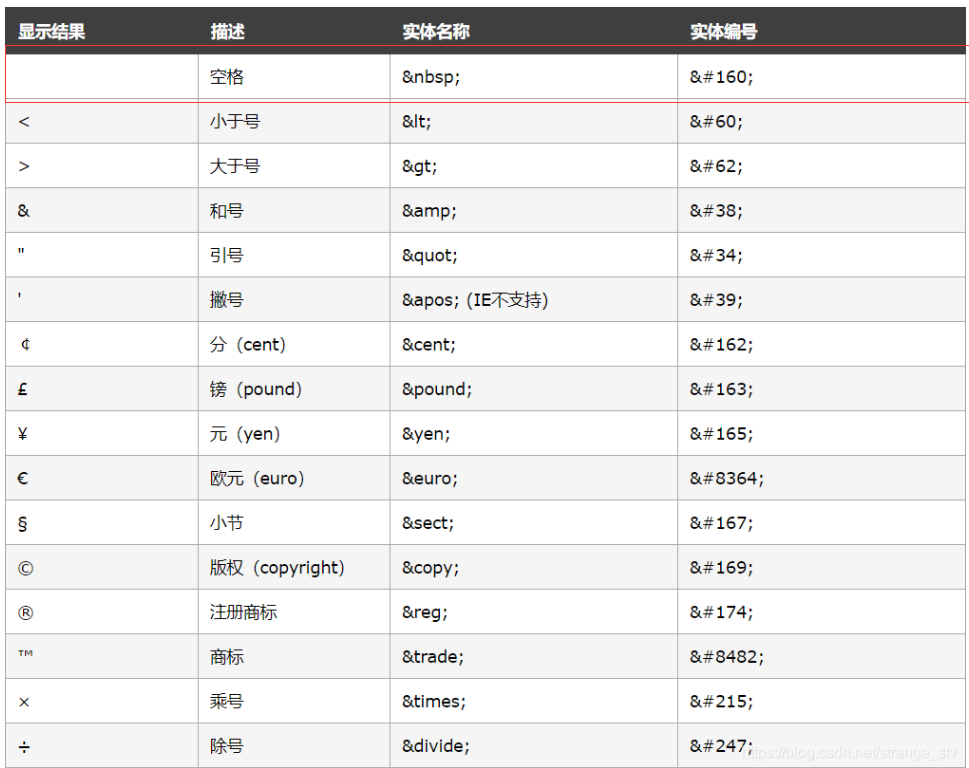 显示结果 描述 实体名称 实体编号
空格 &nbsp; &#160;
< 小于号 &lt; &#60;
> 大于号 &gt; &#62;
& 和号 &amp; &#38;
" 引号 &quot; &#34;
' 撇号 &apos; (IE不支持) &#39;
¢ 分（cent） &cent; &#162;
£ 镑（pound） &pound; &#163;
¥ 元（yen） &yen; &#165;
€ 欧元（euro） &euro; &#8364;
§ 小节 &sect; &#167;
© 版权（copyright） &copy; &#169;
® 注册商标 &reg; &#174;
™ 商标 &trade; &#8482;
× 乘号 &times; &#215;
÷ 除号 &divide; &#247;
https://blog.csdn.net/strange_stv